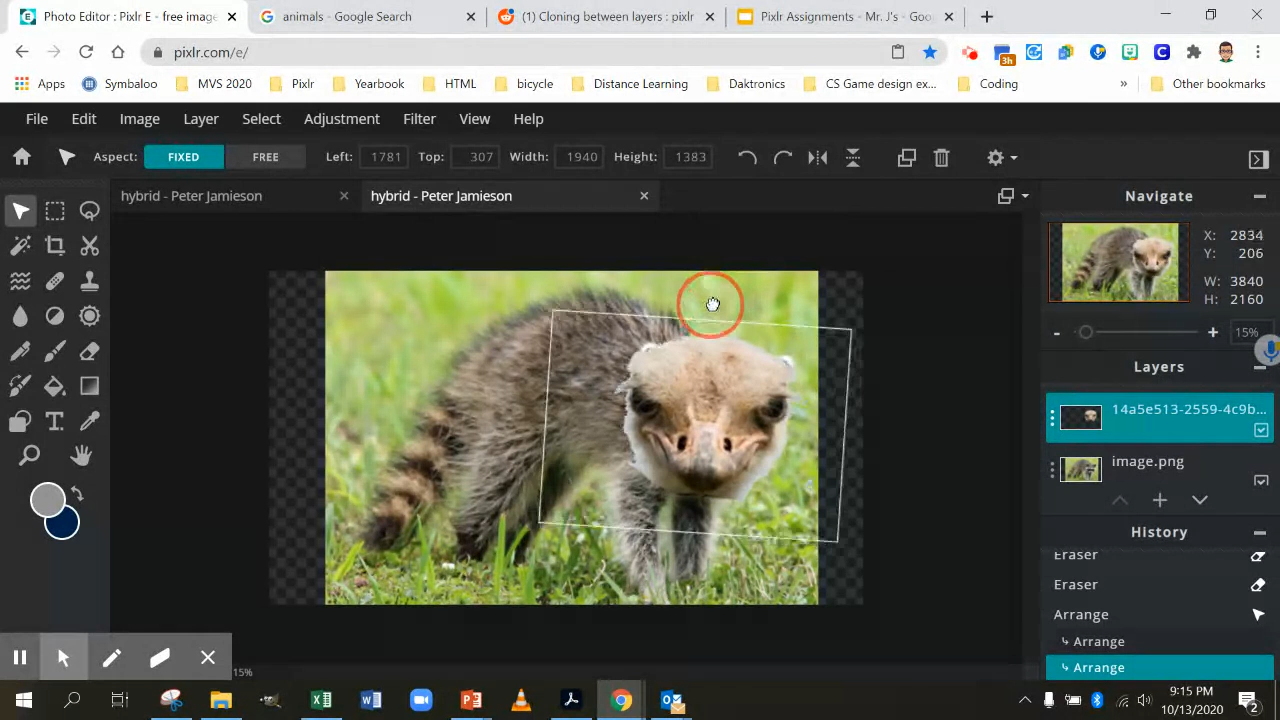 Photo Editor : Pixlr E - free image
animals - Google Search
(1) Cloning between layers : pixlr
Pixlr Assignments - Mr. J's - Goo
pixlr.com/e/
3h
Apps
Symbaloo
MVS 2020
Pixlr
Yearbook
HTML
bicycle
Distance Learning
Daktronics
CS Game design ex...
Coding
»
Other bookmarks
File Edit Image Layer Select Adjustment Filter View Help
Aspect: FIXED FREE Left: 1781 Top: 307 Width: 1940 Height: 1383
hybrid - Peter Jamieson
hybrid - Peter Jamieson
Navigate
X: 2834
Y: 206
W: 3840
H: 2160
15%
Layers
14a5e513-2559-4c9b...
image.png
History
Eraser
Eraser
Arrange
Arrange
Arrange
15%
9:15 PM
10/13/2020
2